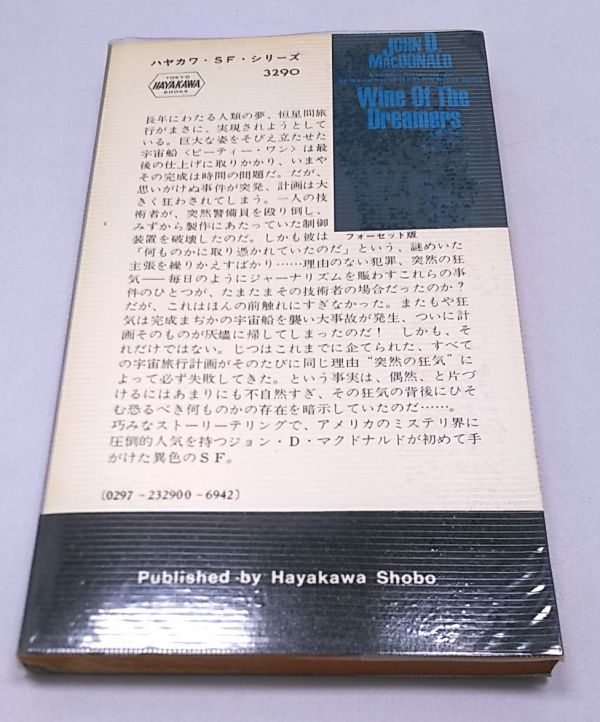 ハヤカワ・SF・シリーズ
3290
TOKYO
HAYAKAWA
BOOKS
JOHN D.
MACDONALD
Wine Of The
Dreamers
フォーセット版
長年にわたる人類の夢、恒星間旅
行がまさに、実現されようとして
いる。巨大な姿をそびえ立たせた
宇宙船〈ビーティー・ワン〉は最
後の仕上げに取りかかり、いまや
その完成は時間の問題だ。だが、
思いがけぬ事件が突発、計画は大
きく狂わされてしまう。一人の技
術者が、突然警備員を殴り倒し、
みずから製作にあたっていた制御
装置を破壊したのだ。しかも彼は
「何ものかに取り憑かれていたのだ」という、謎めいた
主張を繰りかえすばかり……理由のない犯罪、突然の狂
気――毎日のようにジャーナリズムを賑わすこれらの事
件のひとつが、たまたまその技術者の場合だったのか？
だが、これはほんの前触れにすぎなかった。またもや狂
気は完成まぢかの宇宙船を襲い大事故が発生、ついに計
画そのものが灰燼に帰してしまったのだ！　しかも、そ
れだけではない。じつはこれまでに企てられた、すべて
の宇宙旅行計画がそのたびに同じ理由“突然の狂気”に
よって必ず失敗してきた。という事実は、偶然、と片づ
けるにはあまりにも不自然すぎ、その狂気の背後にひそ
む恐るべき何ものかの存在を暗示していたのだ……。
巧みなストーリーテリングで、アメリカのミステリ界に
圧倒的人気を持つジョン・D・マクドナルドが初めて手
がけた異色のSF。
〔0297-232900-6942〕
Published by Hayakawa Shobo